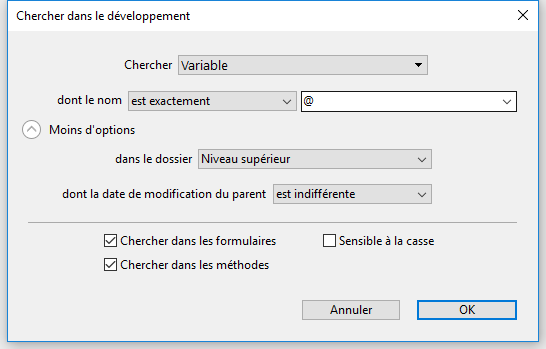 Chercher dans le développement
Chercher Variable
dont le nom est exactement @
Moins d'options
dans le dossier Niveau supérieur
dont la date de modification du parent est indifférente
Chercher dans les formulaires Sensible à la casse
Chercher dans les méthodes
Annuler OK